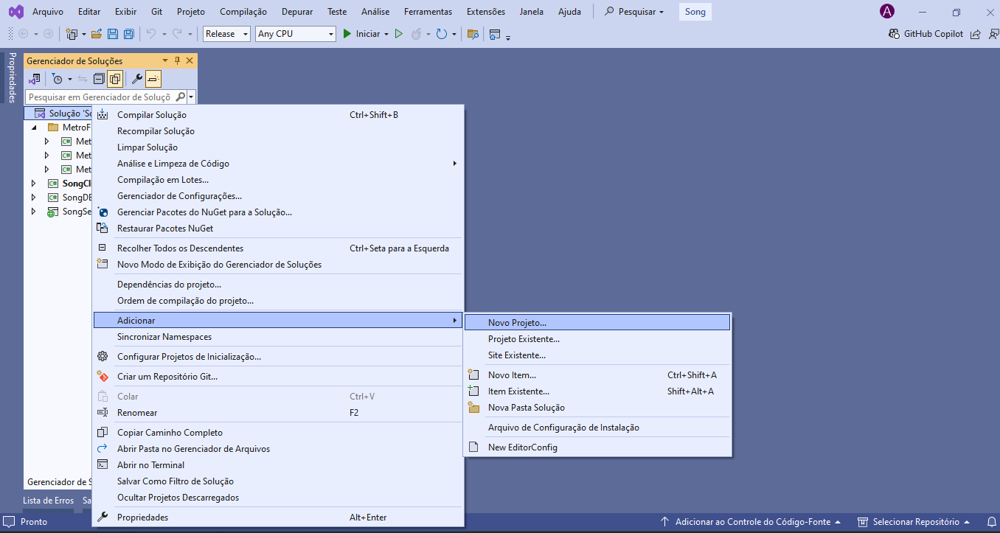 Arquivo Editar Exibir Git Projeto Compilação Depurar Teste Análise Ferramentas Extensões Janela Ajuda Pesquisar Song A
Release Any CPU Iniciar GitHub Copilot
Propriedades
Gerenciador de Soluções
Pesquisar em Gerenciador de Soluçõ
Solução 'So
MetroF
Met
Met
Met
SongCl
SongDB
SongSe
Gerenciador de S
Lista de Erros Sa
Compilar Solução Ctrl+Shift+B
Recompilar Solução
Limpar Solução
Análise e Limpeza de Código
Compilação em Lotes...
Gerenciador de Configurações...
Gerenciar Pacotes do NuGet para a Solução...
Restaurar Pacotes NuGet
Recolher Todos os Descendentes Ctrl+Seta para a Esquerda
Novo Modo de Exibição do Gerenciador de Soluções
Dependências do projeto...
Ordem de compilação do projeto...
Adicionar
Sincronizar Namespaces
Configurar Projetos de Inicialização...
Criar um Repositório Git...
Colar Ctrl+V
Renomear F2
Copiar Caminho Completo
Abrir Pasta no Gerenciador de Arquivos
Abrir no Terminal
Salvar Como Filtro de Solução
Ocultar Projetos Descarregados
Propriedades Alt+Enter
Novo Projeto...
Projeto Existente...
Site Existente...
Novo Item... Ctrl+Shift+A
Item Existente... Shift+Alt+A
Nova Pasta Solução
Arquivo de Configuração de Instalação
New EditorConfig
Pronto Adicionar ao Controle do Código-Fonte Selecionar Repositório